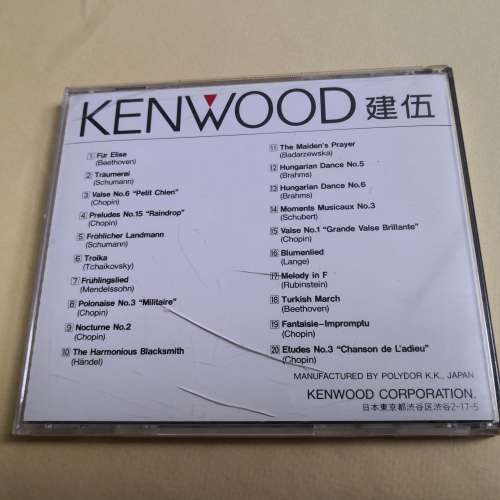 KENWOOD 建伍
1 Für Elise
(Beethoven)
2 Träumerei
(Schumann)
3 Valse No.6 "Petit Chien"
(Chopin)
4 Preludes No.15 "Raindrop"
(Chopin)
5 Fröhlicher Landmann
(Schumann)
6 Troika
(Tchaikovsky)
7 Frühlingslied
(Mendelssohn)
8 Polonaise No.3 "Militaire"
(Chopin)
9 Nocturne No.2
(Chopin)
10 The Harmonious Blacksmith
(Händel)
11 The Maiden's Prayer
(Badarzewska)
12 Hungarian Dance No.5
(Brahms)
13 Hungarian Dance No.6
(Brahms)
14 Moments Musicaux No.3
(Schubert)
15 Valse No.1 "Grande Valse Brillante"
(Chopin)
16 Blumenlied
(Lange)
17 Melody in F
(Rubinstein)
18 Turkish March
(Beethoven)
19 Fantaisie-Impromptu
(Chopin)
20 Etudes No.3 "Chanson de L'adieu"
(Chopin)
MANUFACTURED BY POLYDOR K.K., JAPAN
KENWOOD CORPORATION.
日本東京都渋谷区渋谷2-17-5